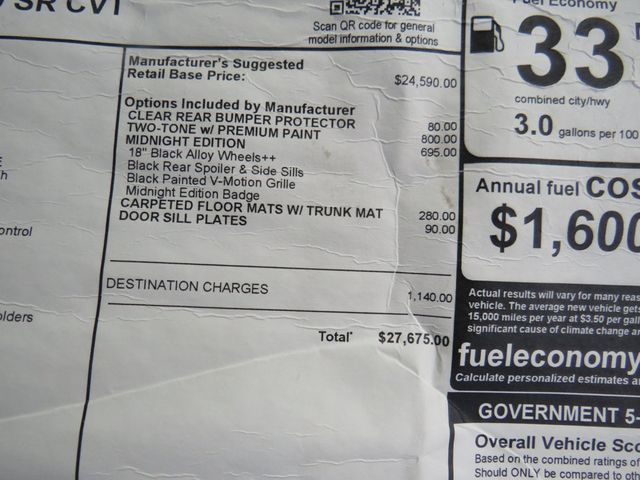 SR CVT
Scan QR code for general
model information & options
Manufacturer's Suggested
Retail Base Price: $24,590.00
Options Included by Manufacturer
CLEAR REAR BUMPER PROTECTOR 80.00
TWO-TONE w/ PREMIUM PAINT 800.00
MIDNIGHT EDITION 695.00
18" Black Alloy Wheels++
Black Rear Spoiler & Side Sills
Black Painted V-Motion Grille
Midnight Edition Badge
CARPETED FLOOR MATS W/ TRUNK MAT 280.00
DOOR SILL PLATES 90.00
DESTINATION CHARGES 1,140.00
Total* $27,675.00
ontrol
olders
Fuel Economy
33
combined city/hwy
3.0 gallons per 100
Annual fuel COS
$1,600
Actual results will vary for many reas
vehicle. The average new vehicle gets
15,000 miles per year at $3.50 per gall
significant cause of climate change an
fueleconomy
Calculate personalized estimates a
GOVERNMENT 5-
Overall Vehicle Sco
Based on the combined ratings of
Should ONLY be compared to oth